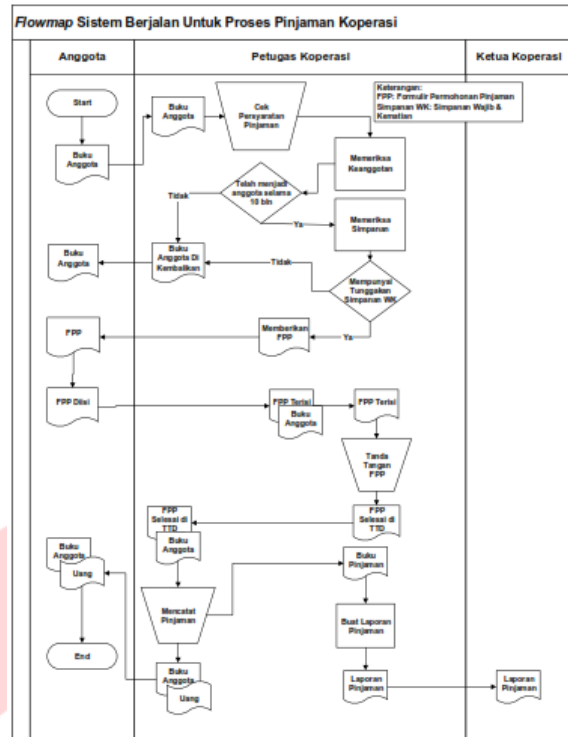 Flowmap Sistem Berjalan Untuk Proses Pinjaman Koperasi
Anggota
Petugas Koperasi
Ketua Koperasi
Keterangan:
FPP: Formulir Permohonan Pinjaman
Simpanan WK: Simpanan Wajib &
Kematian
Start
Buku
Anggota
Buku
Anggota
Cek
Persyaratan
Pinjaman
Memeriksa
Keanggotan
Telah menjadi
anggota selama
10 bln
Tidak
Ya
Memeriksa
Simpanan
Buku
Anggota
Buku
Anggota Di
Kembalikan
Tidak
Mempunyai
Tunggakan
Simpanan WK
FPP
Memberikan
FPP
Ya
FPP Diisi
FPP Terisi
Buku
Anggota
FPP Terisi
Tanda
Tangan
FPP
FPP
Selesai di
TTD
Buku
Anggota
FPP
Selesai di
TTD
Buku
Anggota
Uang
Buku
Pinjaman
Mencatat
Pinjaman
Buat Laporan
Pinjaman
End
Buku
Anggota
Uang
Laporan
Pinjaman
Laporan
Pinjaman